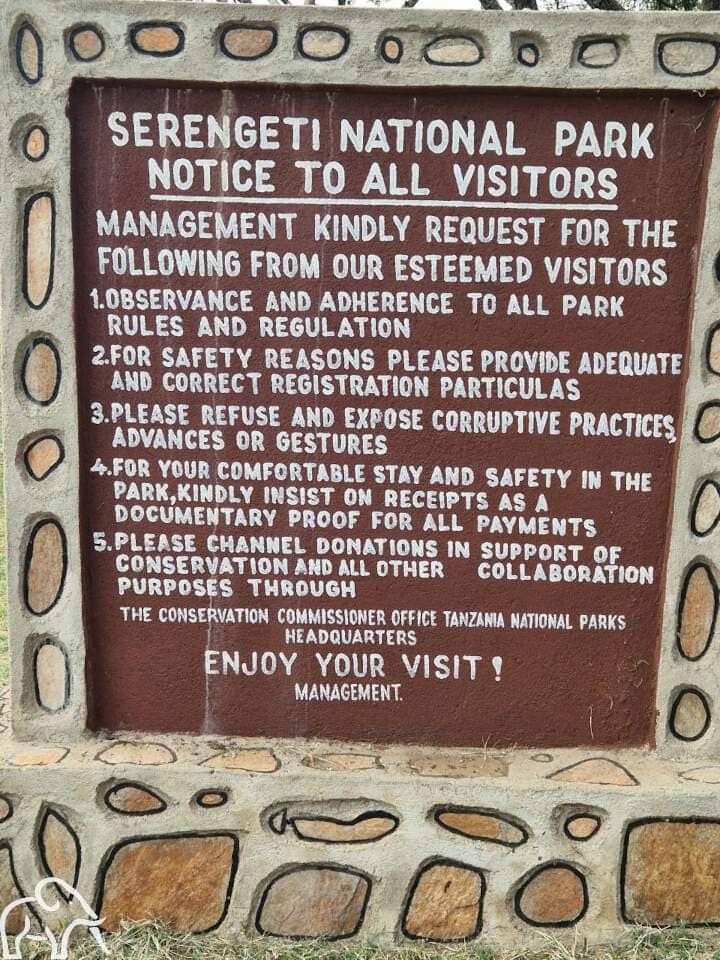 SERENGETI NATIONAL PARK
NOTICE TO ALL VISITORS
MANAGEMENT KINDLY REQUEST FOR THE
FOLLOWING FROM OUR ESTEEMED VISITORS
1.OBSERVANCE AND ADHERENCE TO ALL PARK
RULES AND REGULATION
2.FOR SAFETY REASONS PLEASE PROVIDE ADEQUATE
AND CORRECT REGISTRATION PARTICULAS
3.PLEASE REFUSE AND EXPOSE CORRUPTIVE PRACTICES,
ADVANCES OR GESTURES
4.FOR YOUR COMFORTABLE STAY AND SAFETY IN THE
PARK,KINDLY INSIST ON RECEIPTS AS A
DOCUMENTARY PROOF FOR ALL PAYMENTS
5.PLEASE CHANNEL DONATIONS IN SUPPORT OF
CONSERVATION AND ALL OTHER COLLABORATION
PURPOSES THROUGH
THE CONSERVATION COMMISSIONER OFFICE TANZANIA NATIONAL PARKS
HEADQUARTERS
ENJOY YOUR VISIT!
MANAGEMENT.